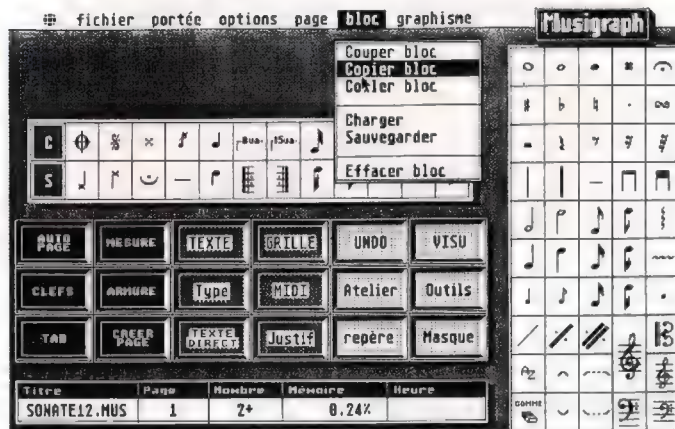 fichier portée options page bloc graphisme
Musigraph
Couper bloc
Copier bloc
Coller bloc
Charger
Sauvegarder
Effacer bloc
C 8va 15va
S
AUTO PAGE MESURE TEXTE GRILLE UNDO VISU
CLEFS ARMURE Type MIDI Atelier Outils
TAB CREER PAGE TEXTE DIRECT Justif repère Masque
Titre Page Nombre Mémoire Heure
SONATE12.MUS 1 2+ 0.24%
AZ
GOMME